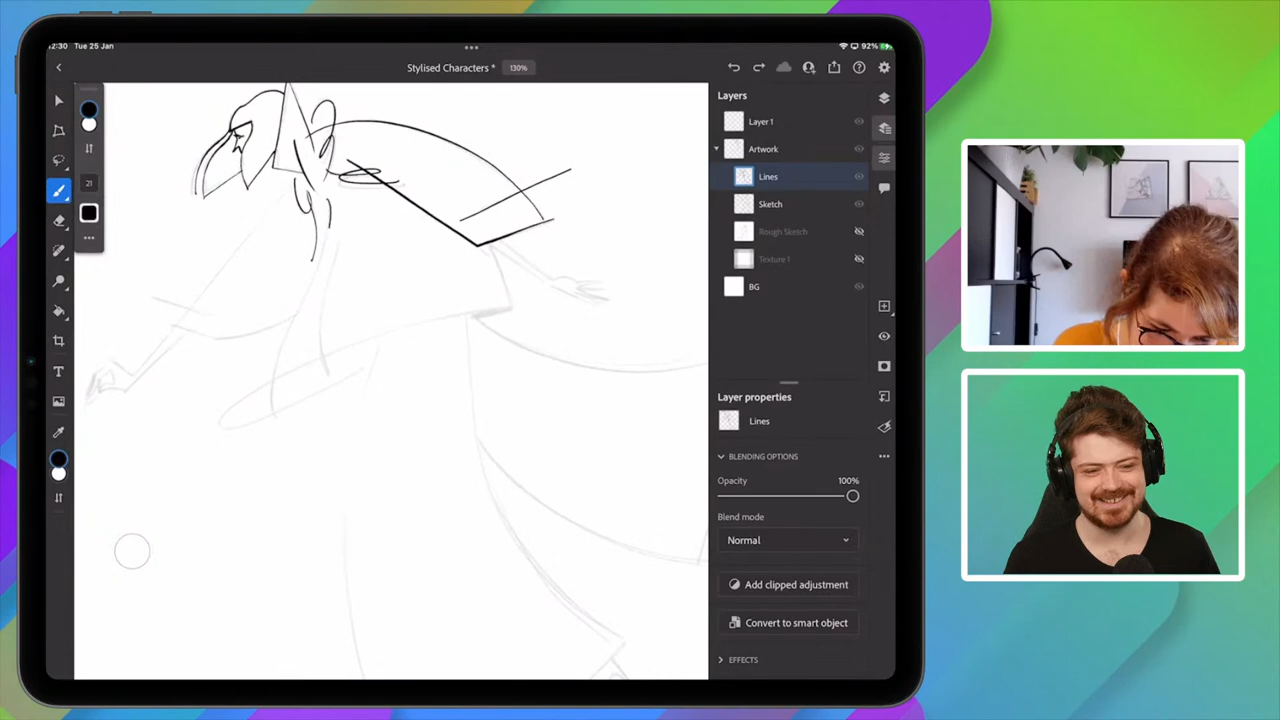 2:30 Tue 25 Jan
92%
Stylised Characters *
130%
Layers
Layer 1
Artwork
Lines
Sketch
Rough Sketch
Texture 1
BG
21
T
Layer properties
Lines
BLENDING OPTIONS
Opacity
100%
Blend mode
Normal
Add clipped adjustment
Convert to smart object
EFFECTS